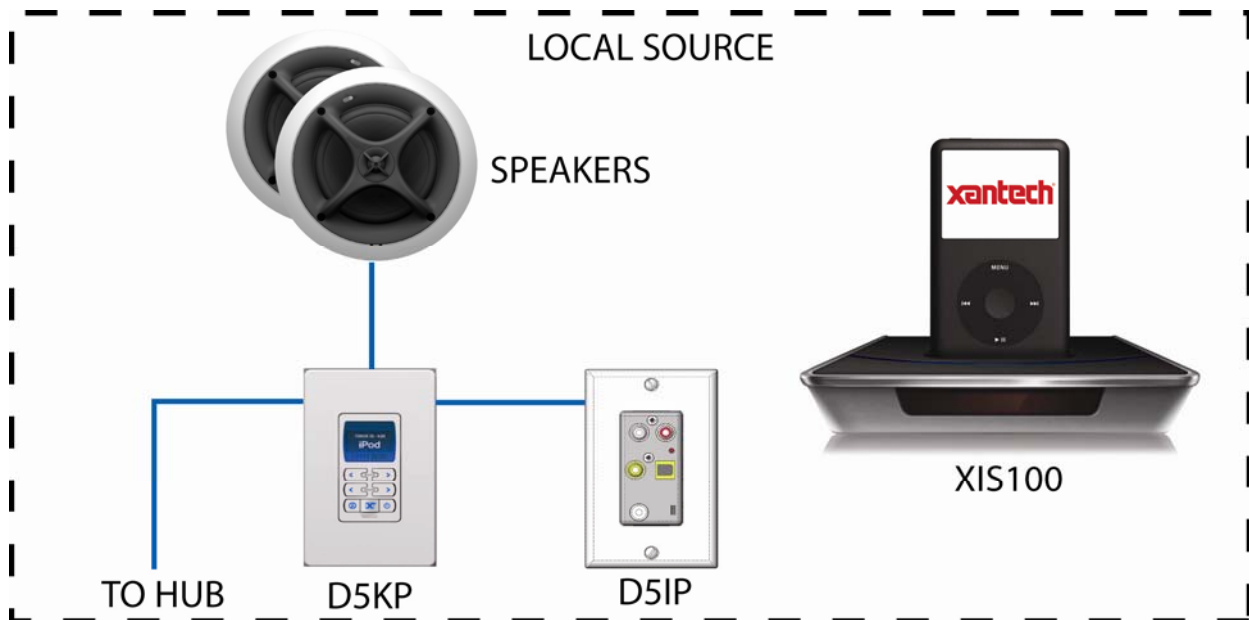 LOCAL SOURCE
SPEAKERS
xantech
MENU
iPod
XIS100
TO HUB
D5KP
D5IP